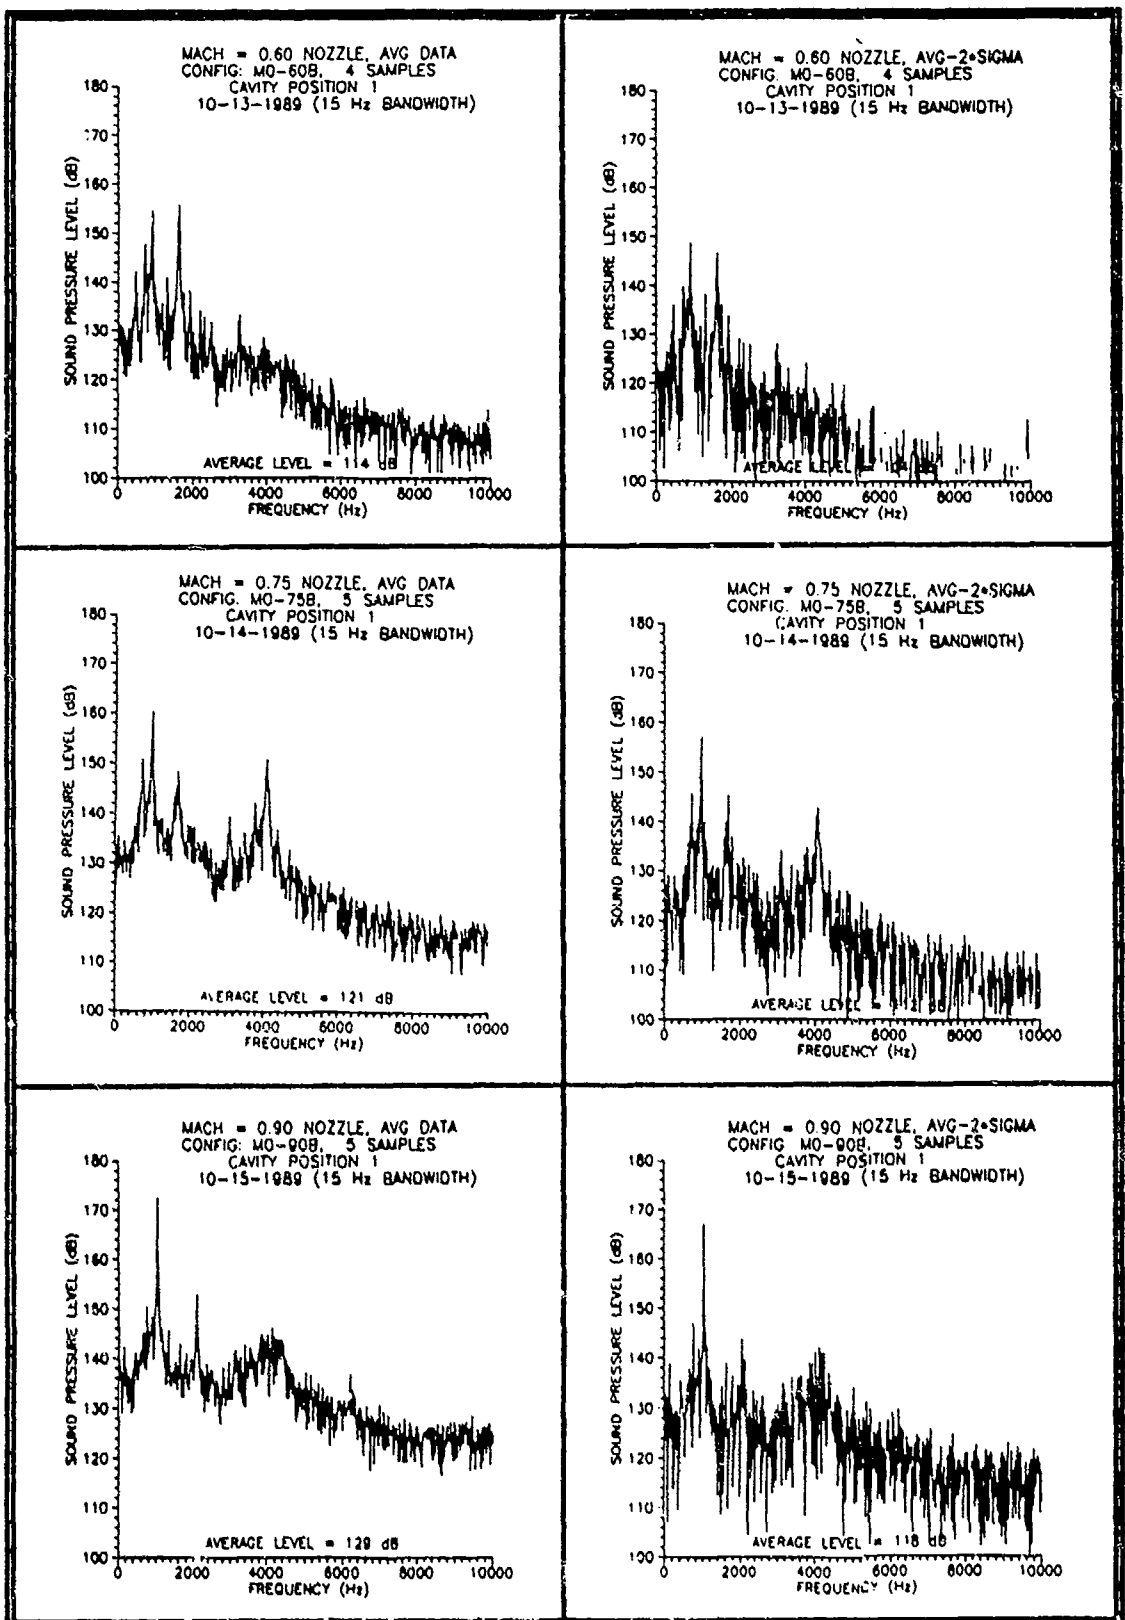 MACH = 0.60 NOZZLE, AVG DATA
CONFIG: M0-60B, 4 SAMPLES
CAVITY POSITION 1
10-13-1989 (15 Hz BANDWIDTH)
SOUND PRESSURE LEVEL (dB)
180
170
160
150
140
130
120
110
100
AVERAGE LEVEL = 114 dB
0 2000 4000 6000 8000 10000
FREQUENCY (Hz)
MACH = 0.60 NOZZLE, AVG-2*SIGMA
CONFIG. M0-60B, 4 SAMPLES
CAVITY POSITION 1
10-13-1989 (15 Hz BANDWIDTH)
SOUND PRESSURE LEVEL (dB)
180
170
160
150
140
130
120
110
100
AVERAGE LEVEL =
0 2000 4000 6000 8000 10000
FREQUENCY (Hz)
MACH = 0.75 NOZZLE, AVG DATA
CONFIG. M0-75B, 5 SAMPLES
CAVITY POSITION 1
10-14-1989 (15 Hz BANDWIDTH)
SOUND PRESSURE LEVEL (dB)
180
170
160
150
140
130
120
110
100
AVERAGE LEVEL = 121 dB
0 2000 4000 6000 8000 10000
FREQUENCY (Hz)
MACH = 0.75 NOZZLE, AVG-2*SIGMA
CONFIG. M0-75B, 5 SAMPLES
CAVITY POSITION 1
10-14-1989 (15 Hz BANDWIDTH)
SOUND PRESSURE LEVEL (dB)
180
170
160
150
140
130
120
110
100
AVERAGE LEVEL = dB
0 2000 4000 6000 8000 10000
FREQUENCY (Hz)
MACH = 0.90 NOZZLE, AVG DATA
CONFIG: M0-90B, 5 SAMPLES
CAVITY POSITION 1
10-15-1989 (15 Hz BANDWIDTH)
SOUND PRESSURE LEVEL (dB)
180
170
160
150
140
130
120
110
100
AVERAGE LEVEL = 129 dB
0 2000 4000 6000 8000 10000
FREQUENCY (Hz)
MACH = 0.90 NOZZLE, AVG-2*SIGMA
CONFIG M0-90B, 5 SAMPLES
CAVITY POSITION 1
10-15-1989 (15 Hz BANDWIDTH)
SOUND PRESSURE LEVEL (dB)
180
170
160
150
140
130
120
110
100
AVERAGE LEVEL = 118 dB
0 2000 4000 6000 8000 10000
FREQUENCY (Hz)